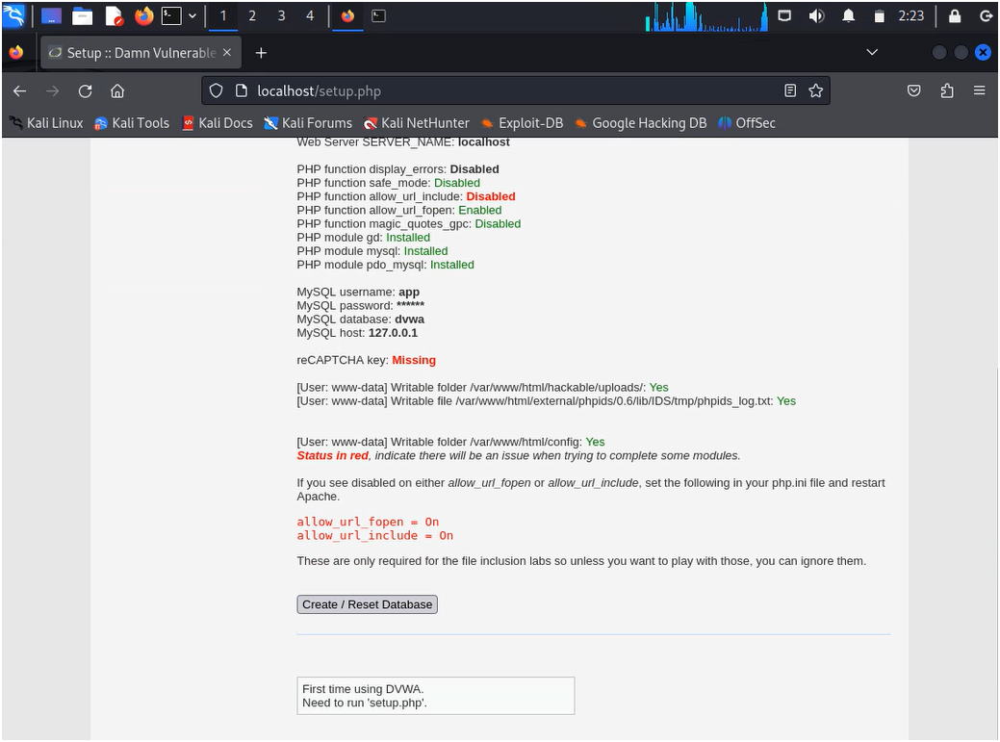 1 2 3 4
2:23
Setup :: Damn Vulnerable
localhost/setup.php
Kali Linux Kali Tools Kali Docs Kali Forums Kali NetHunter Exploit-DB Google Hacking DB OffSec
Web Server SERVER_NAME: localhost
PHP function display_errors: Disabled
PHP function safe_mode: Disabled
PHP function allow_url_include: Disabled
PHP function allow_url_fopen: Enabled
PHP function magic_quotes_gpc: Disabled
PHP module gd: Installed
PHP module mysql: Installed
PHP module pdo_mysql: Installed
MySQL username: app
MySQL password: ******
MySQL database: dvwa
MySQL host: 127.0.0.1
reCAPTCHA key: Missing
[User: www-data] Writable folder /var/www/html/hackable/uploads/: Yes
[User: www-data] Writable file /var/www/html/external/phpids/0.6/lib/IDS/tmp/phpids_log.txt: Yes
[User: www-data] Writable folder /var/www/html/config: Yes
Status in red, indicate there will be an issue when trying to complete some modules.
If you see disabled on either allow_url_fopen or allow_url_include, set the following in your php.ini file and restart
Apache.
allow_url_fopen = On
allow_url_include = On
These are only required for the file inclusion labs so unless you want to play with those, you can ignore them.
Create / Reset Database
First time using DVWA.
Need to run 'setup.php'.